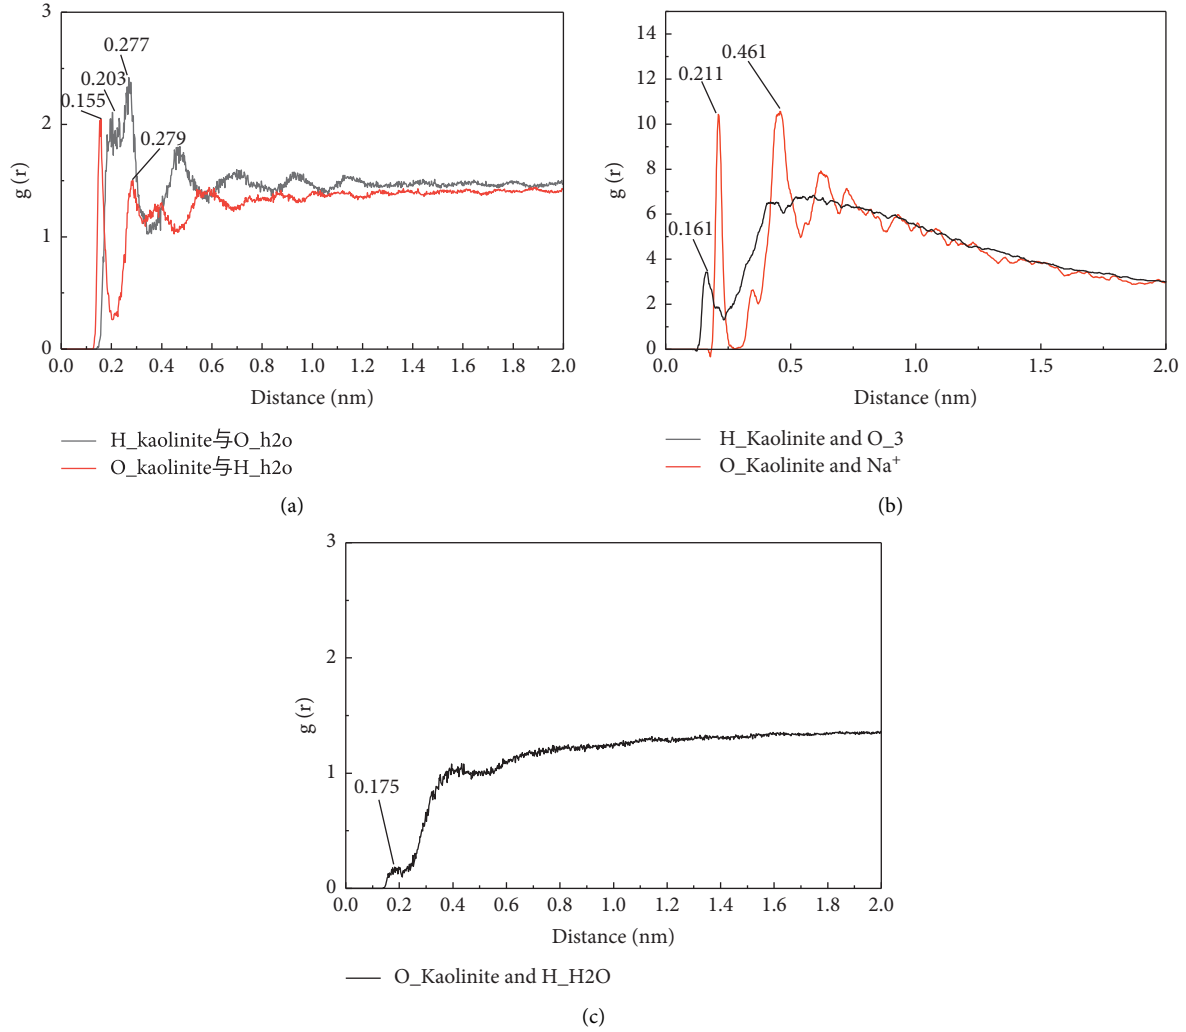 3
2
1
0
g (r)
0.277
0.203
0.155
0.279
0.0 0.2 0.4 0.6 0.8 1.0 1.2 1.4 1.6 1.8 2.0
Distance (nm)
H_kaolinite与O_h2o
O_kaolinite与H_h2o
(a)
14
12
10
8
6
4
2
0
g (r)
0.461
0.211
0.161
0.0 0.5 1.0 1.5 2.0
Distance (nm)
H_Kaolinite and O_3
O_Kaolinite and Na⁺
(b)
3
2
1
0
g (r)
0.175
0.0 0.2 0.4 0.6 0.8 1.0 1.2 1.4 1.6 1.8 2.0
Distance (nm)
O_Kaolinite and H_H2O
(c)